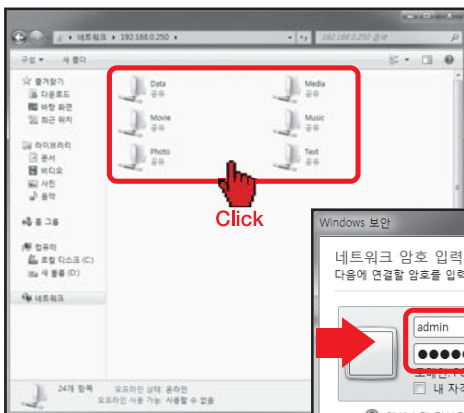 네트워크 ▸ 192.168.0.250 ▸
192.168.0.250 검색
구성 ▾ 새 폴더
즐겨찾기
다운로드
바탕 화면
최근 위치
라이브러리
문서
비디오
사진
음악
홈 그룹
컴퓨터
로컬 디스크 (C:)
새 볼륨 (D:)
네트워크
Data
공유
Media
공유
Movie
공유
Music
공유
Photo
공유
Text
공유
Click
24개 항목
오프라인 상태: 온라인
오프라인 사용 가능: 사용할 수 없음
Windows 보안
네트워크 암호 입력
다음에 연결할 암호를 입력
admin
●●●●●
내 자격